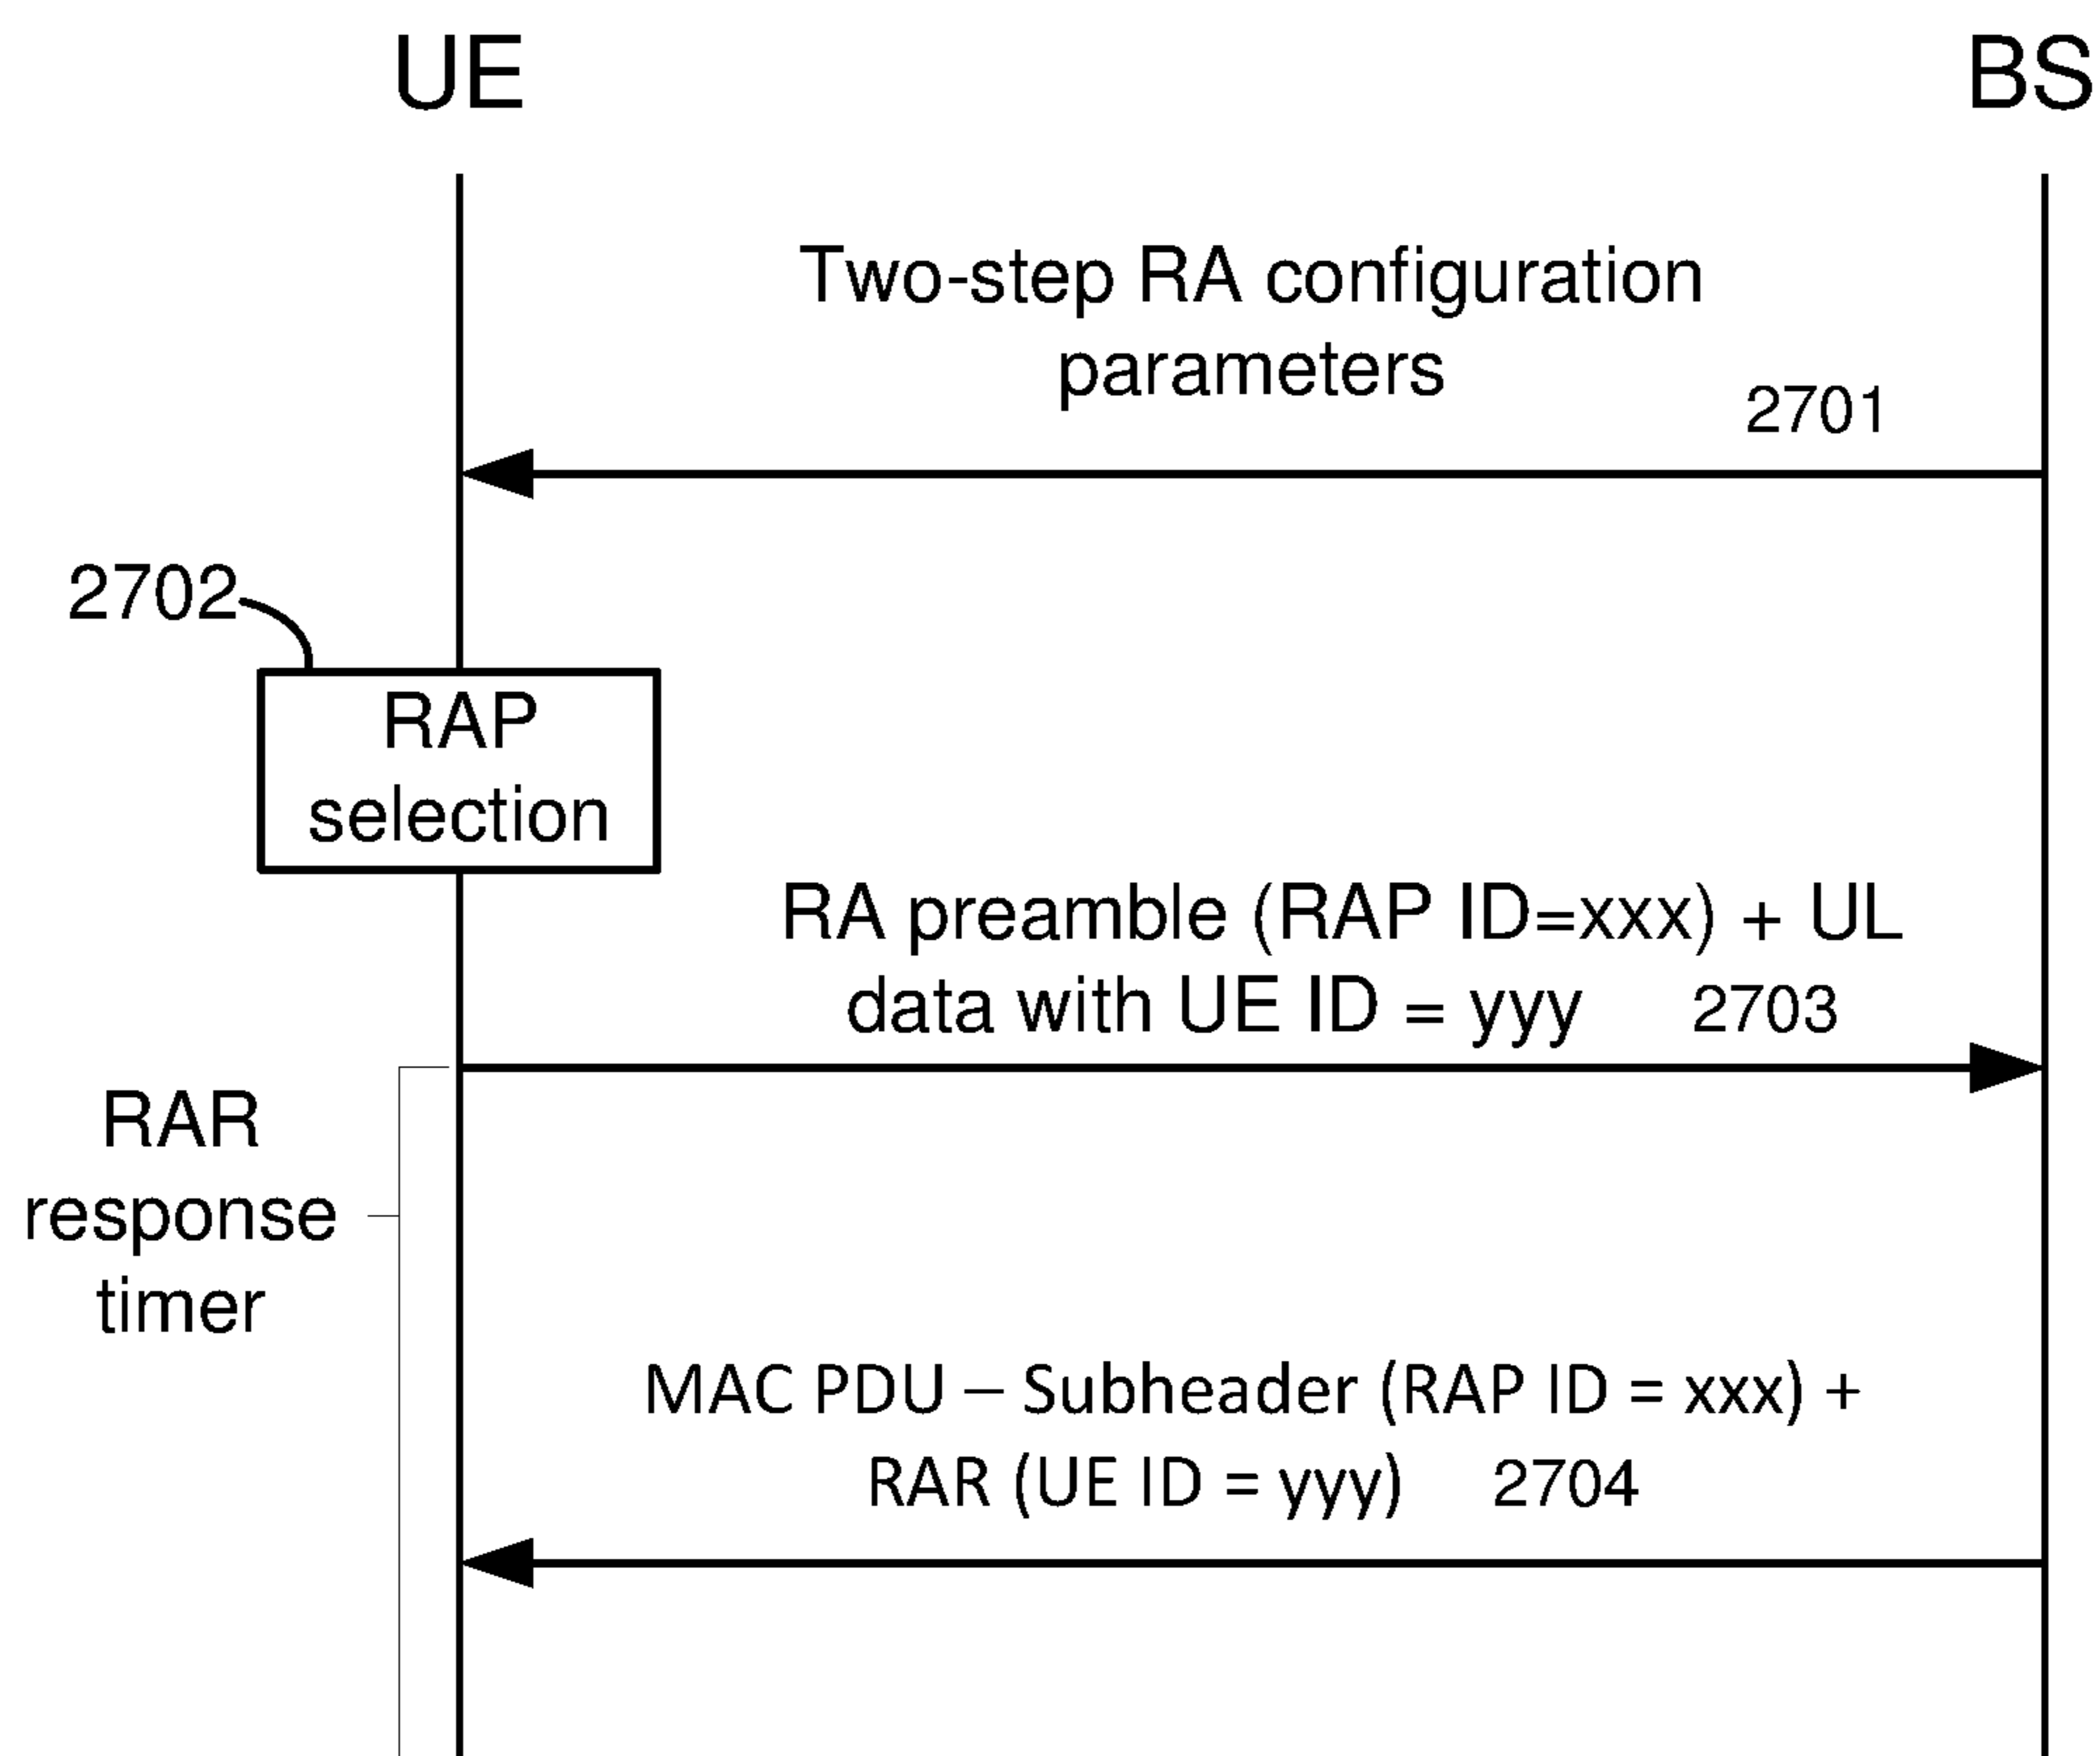 UE
BS
Two-step RA configuration
parameters
2701
2702
RAP
selection
RA preamble (RAP ID=xxx) + UL
data with UE ID = yyy 2703
RAR
response
timer
MAC PDU – Subheader (RAP ID = xxx) +
RAR (UE ID = yyy) 2704